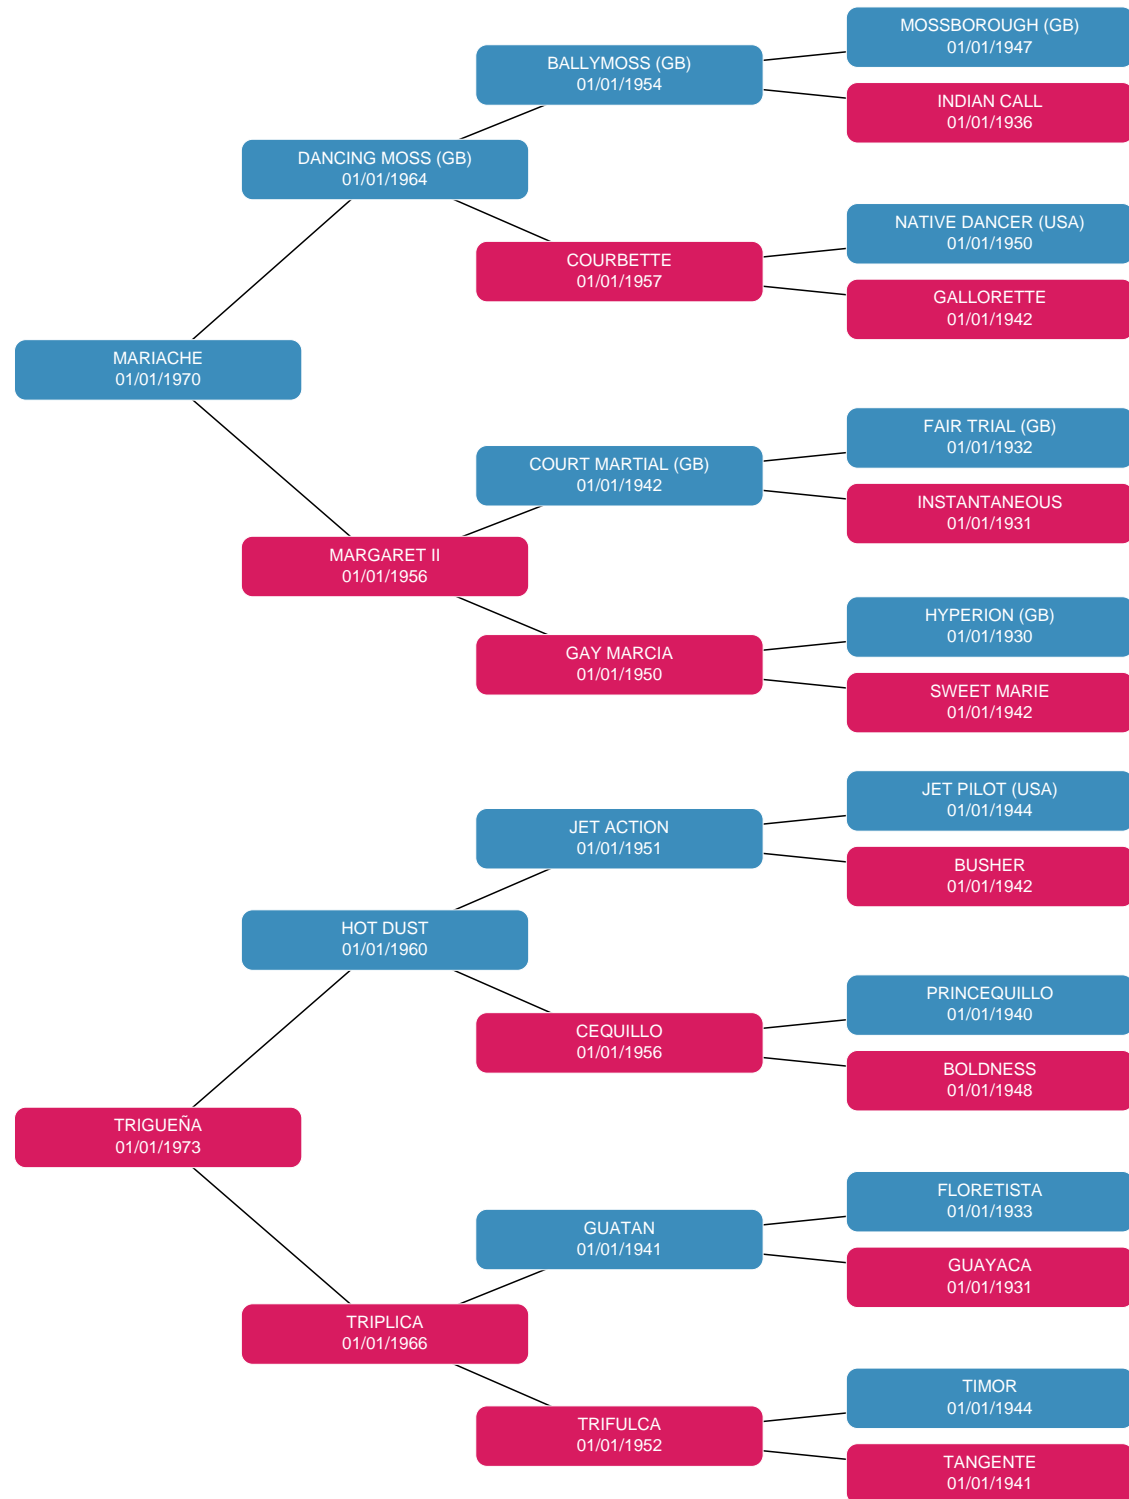 MOSSBOROUGH (GB)
01/01/1947
BALLYMOSS (GB)
01/01/1954
INDIAN CALL
01/01/1936
DANCING MOSS (GB)
01/01/1964
NATIVE DANCER (USA)
01/01/1950
COURBETTE
01/01/1957
GALLORETTE
01/01/1942
MARIACHE
01/01/1970
FAIR TRIAL (GB)
01/01/1932
COURT MARTIAL (GB)
01/01/1942
INSTANTANEOUS
01/01/1931
MARGARET II
01/01/1956
HYPERION (GB)
01/01/1930
GAY MARCIA
01/01/1950
SWEET MARIE
01/01/1942
JET PILOT (USA)
01/01/1944
JET ACTION
01/01/1951
BUSHER
01/01/1942
HOT DUST
01/01/1960
PRINCEQUILLO
01/01/1940
CEQUILLO
01/01/1956
BOLDNESS
01/01/1948
TRIGUEÑA
01/01/1973
FLORETISTA
01/01/1933
GUATAN
01/01/1941
GUAYACA
01/01/1931
TRIPLICA
01/01/1966
TIMOR
01/01/1944
TRIFULCA
01/01/1952
TANGENTE
01/01/1941